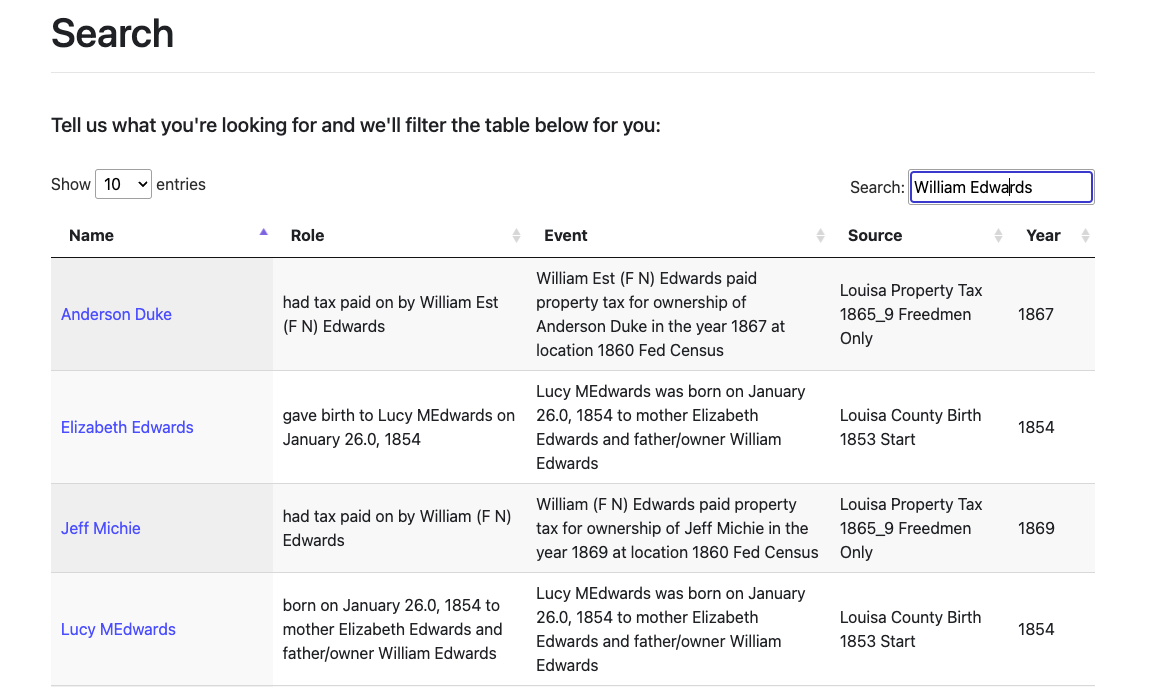 Search
Tell us what you're looking for and we'll filter the table below for you:
Show 10 entries
Search: William Edwards
Name Role Event Source Year
Anderson Duke
had tax paid on by William Est
(F N) Edwards
William Est (F N) Edwards paid
property tax for ownership of
Anderson Duke in the year 1867 at
location 1860 Fed Census
Louisa Property Tax
1865_9 Freedmen
Only
1867
Elizabeth Edwards
gave birth to Lucy MEdwards on
January 26.0, 1854
Lucy MEdwards was born on January
26.0, 1854 to mother Elizabeth
Edwards and father/owner William
Edwards
Louisa County Birth
1853 Start
1854
Jeff Michie
had tax paid on by William (F N)
Edwards
William (F N) Edwards paid property
tax for ownership of Jeff Michie in the
year 1869 at location 1860 Fed Census
Louisa Property Tax
1865_9 Freedmen
Only
1869
Lucy MEdwards
born on January 26.0, 1854 to
mother Elizabeth Edwards and
father/owner William Edwards
Lucy MEdwards was born on January
26.0, 1854 to mother Elizabeth
Edwards and father/owner William
Edwards
Louisa County Birth
1853 Start
1854